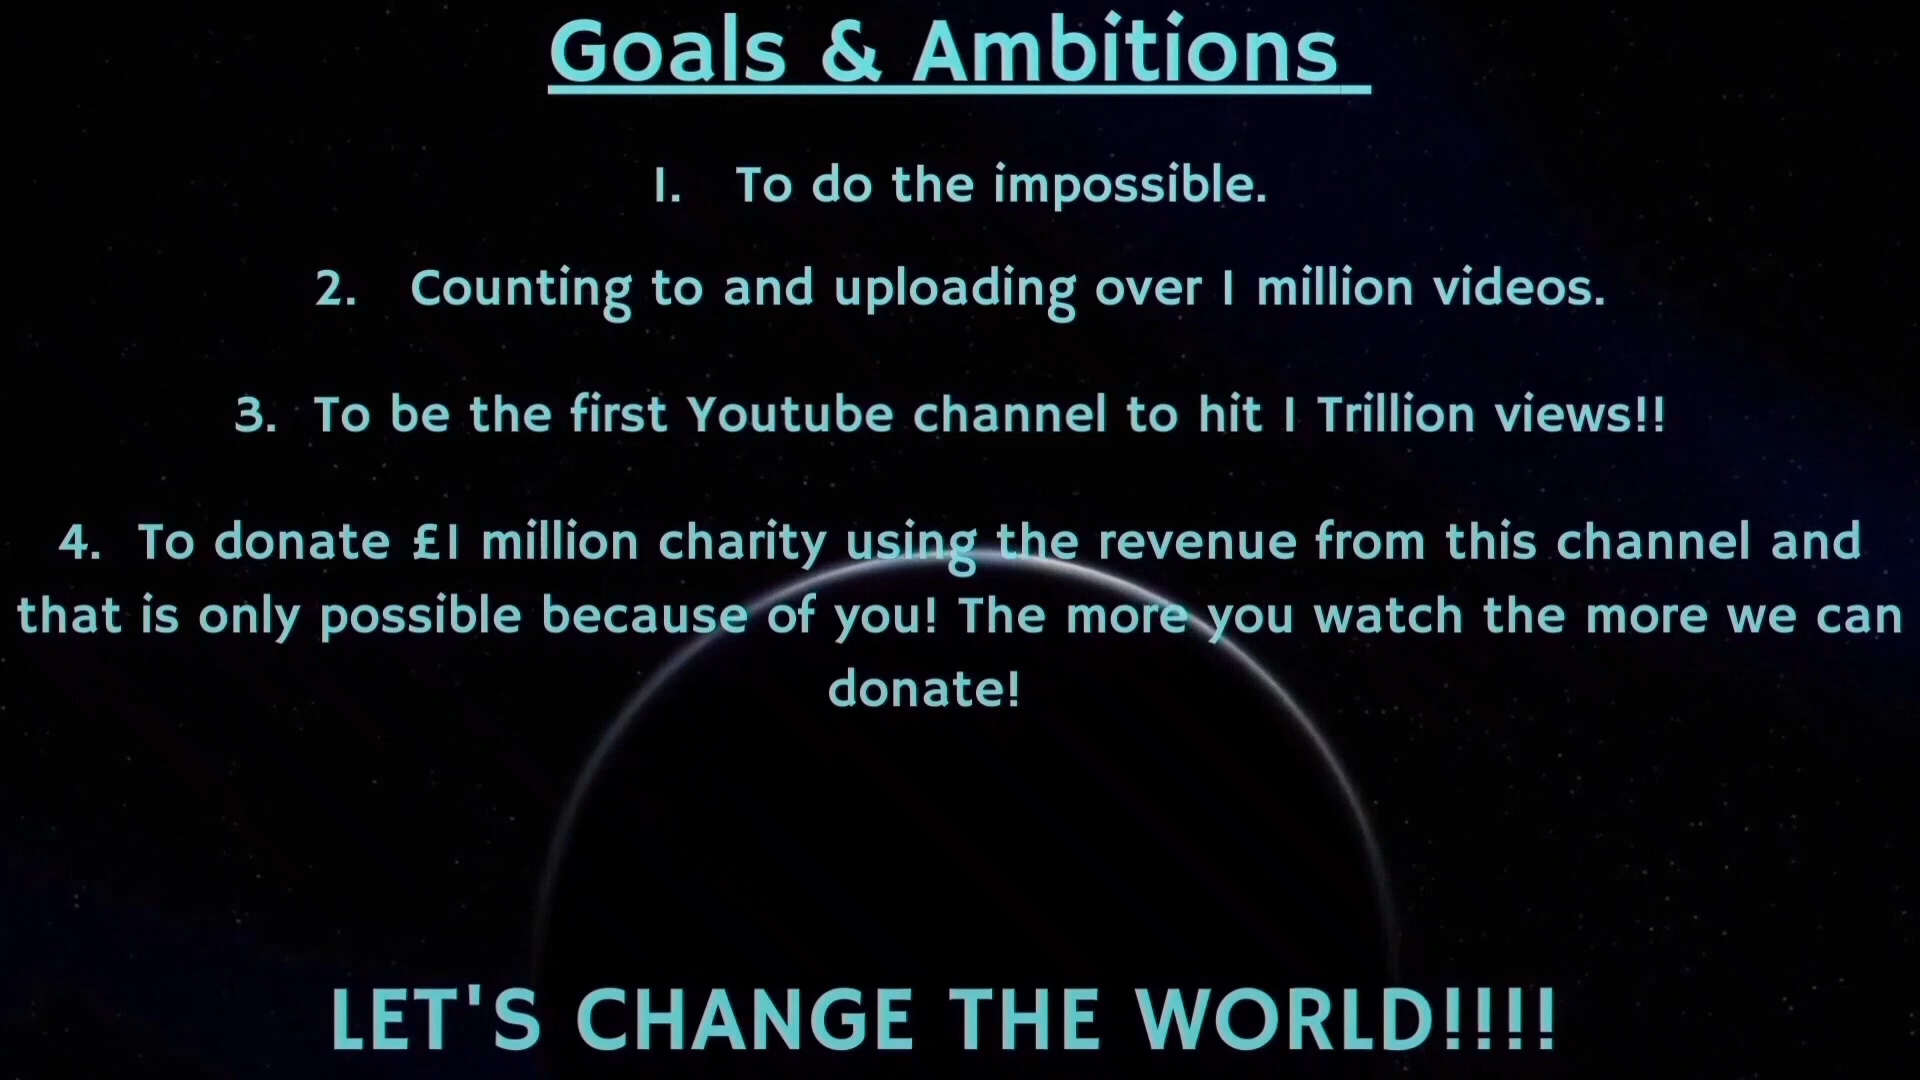 Goals & Ambitions
1. To do the impossible.
2. Counting to and uploading over 1 million videos.
3. To be the first Youtube channel to hit 1 Trillion views!!
4. To donate £1 million charity using the revenue from this channel and
that is only possible because of you! The more you watch the more we can
donate!
LET'S CHANGE THE WORLD!!!!